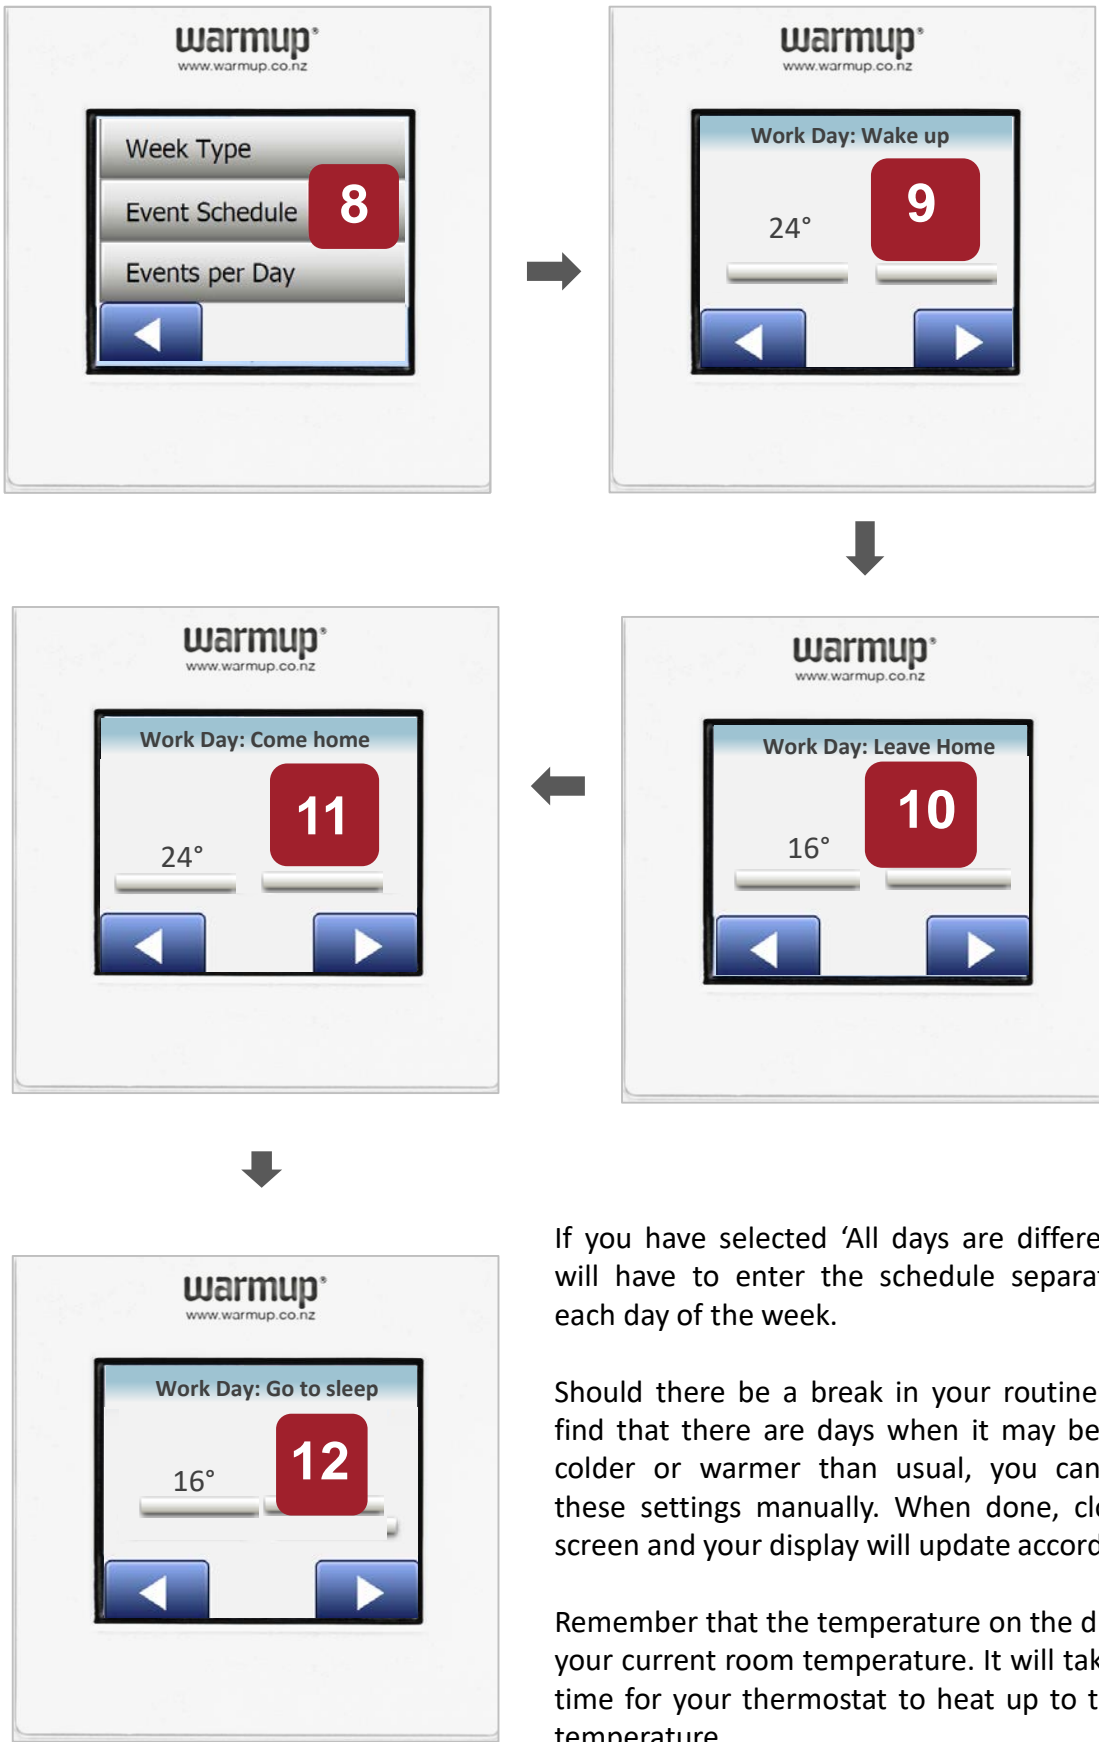 warmup®
www.warmup.co.nz
Week Type
Event Schedule
8
Events per Day
warmup®
www.warmup.co.nz
Work Day: Wake up
24°
9
warmup®
www.warmup.co.nz
Work Day: Leave Home
16°
10
warmup®
www.warmup.co.nz
Work Day: Come home
24°
11
warmup®
www.warmup.co.nz
Work Day: Go to sleep
16°
12
If you have selected ‘All days are
will have to enter the schedule
each day of the week.
Should there be a break in your routine
find that there are days when it may be
colder or warmer than usual, you can
these settings manually. When done,
screen and your display will update
Remember that the temperature on the
your current room temperature. It will
time for your thermostat to heat up to
temperature